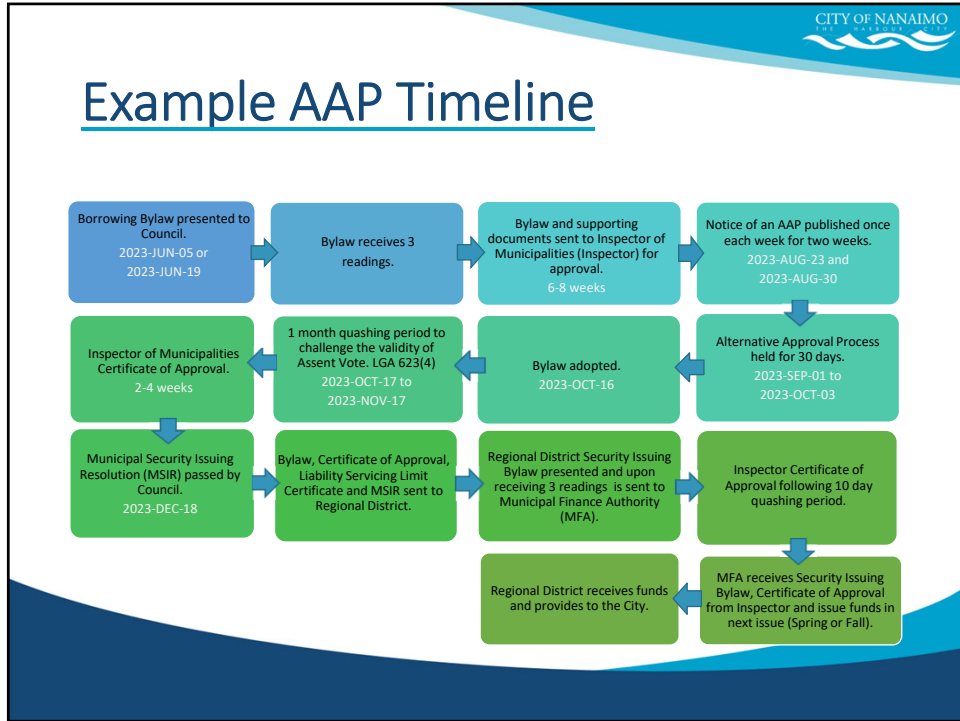 CITY OF NANAIMO
THE HARBOUR CITY
Example AAP Timeline
Borrowing Bylaw presented to
Council.
2023-JUN-05 or
2023-JUN-19
Bylaw receives 3
readings.
Bylaw and supporting
documents sent to Inspector of
Municipalities (Inspector) for
approval.
6-8 weeks
Notice of an AAP published once
each week for two weeks.
2023-AUG-23 and
2023-AUG-30
Alternative Approval Process
held for 30 days.
2023-SEP-01 to
2023-OCT-03
Bylaw adopted.
2023-OCT-16
1 month quashing period to
challenge the validity of
Assent Vote. LGA 623(4)
2023-OCT-17 to
2023-NOV-17
Inspector of Municipalities
Certificate of Approval.
2-4 weeks
Municipal Security Issuing
Resolution (MSIR) passed by
Council.
2023-DEC-18
Bylaw, Certificate of Approval,
Liability Servicing Limit
Certificate and MSIR sent to
Regional District.
Regional District Security Issuing
Bylaw presented and upon
receiving 3 readings is sent to
Municipal Finance Authority
(MFA).
Inspector Certificate of
Approval following 10 day
quashing period.
MFA receives Security Issuing
Bylaw, Certificate of Approval
from Inspector and issue funds in
next issue (Spring or Fall).
Regional District receives funds
and provides to the City.